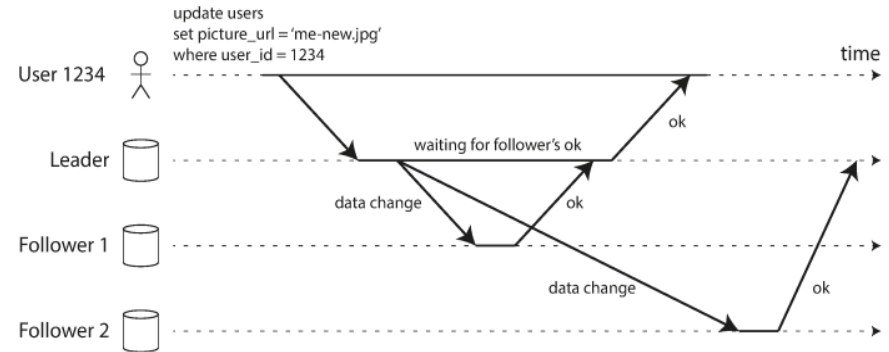 update users
set picture_url = ‘me-new.jpg’
where user_id = 1234
time
User 1234
ok
Leader
waiting for follower’s ok
data change
ok
Follower 1
data change
ok
Follower 2